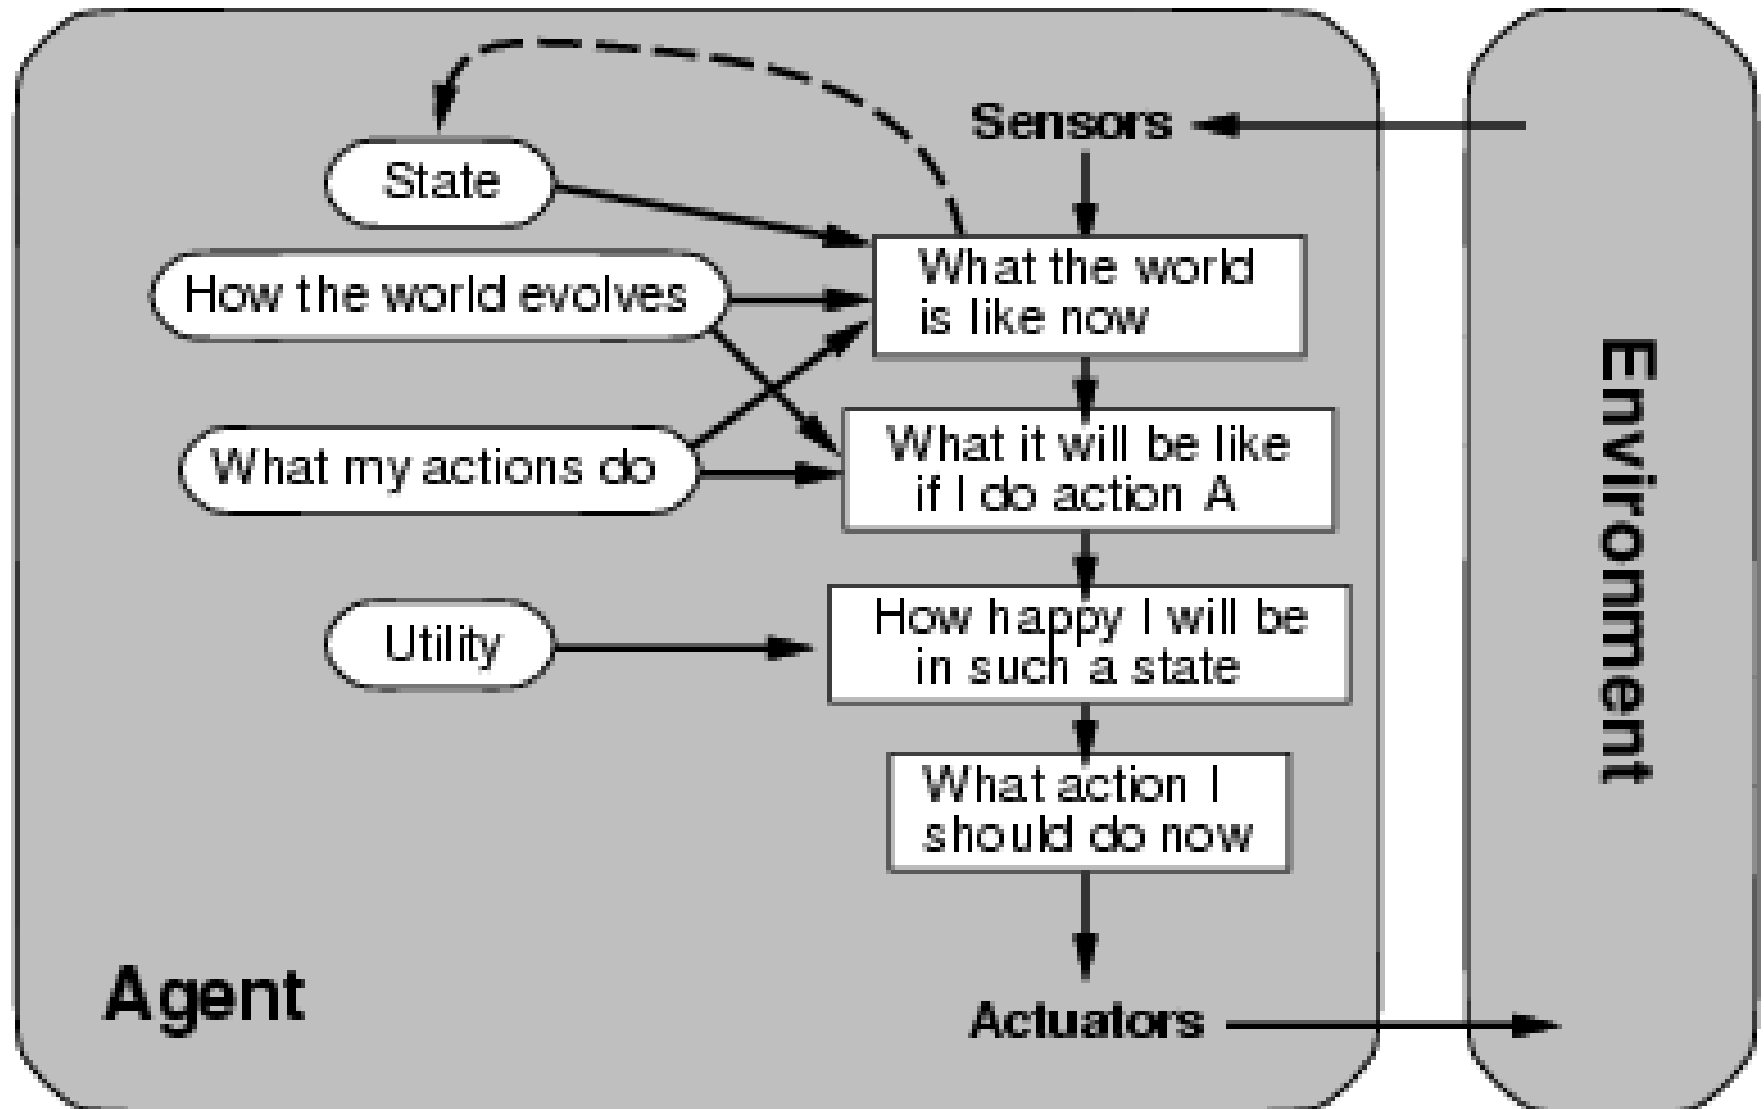 Sensors
State
What the world
is like now
How the world evolves
What my actions do
What it will be like
if I do action A
Utility
How happy I will be
in such a state
What action I
should do now
Agent
Actuators
Environment